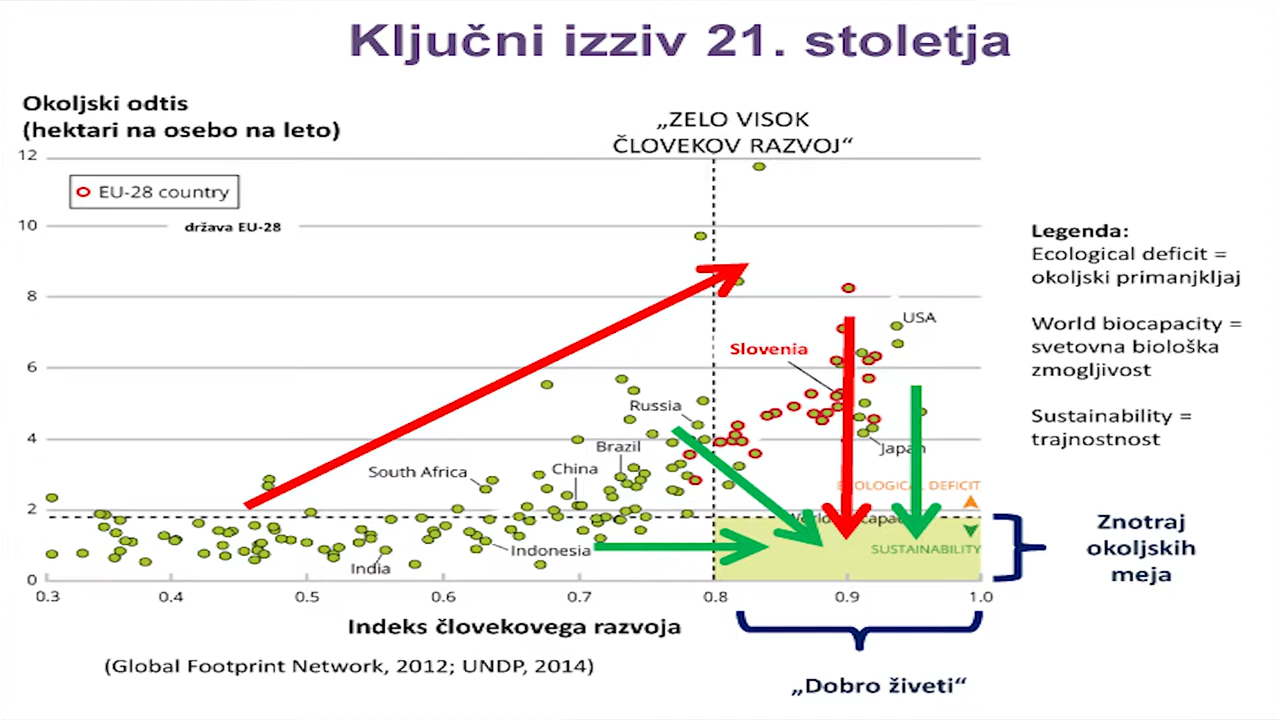 Ključni izziv 21. stoletja
Okoljski odtis
(hektari na osebo na leto)
„ZELO VISOK
ČLOVEKOV RAZVOJ“
12
EU-28 country
10
država EU-28
8
6
4
2
0
USA
Slovenia
Russia
Brazil
China
South Africa
Japan
ECOLOGICAL DEFICIT
World biocapacity
SUSTAINABILITY
Indonesia
India
0.3
0.4
0.5
0.6
0.7
0.8
0.9
1.0
Indeks človekovega razvoja
(Global Footprint Network, 2012; UNDP, 2014)
„Dobro živeti“
Legenda:
Ecological deficit =
okoljski primanjkljaj
World biocapacity =
svetovna biološka
zmogljivost
Sustainability =
trajnostnost
Znotraj
okoljskih
meja